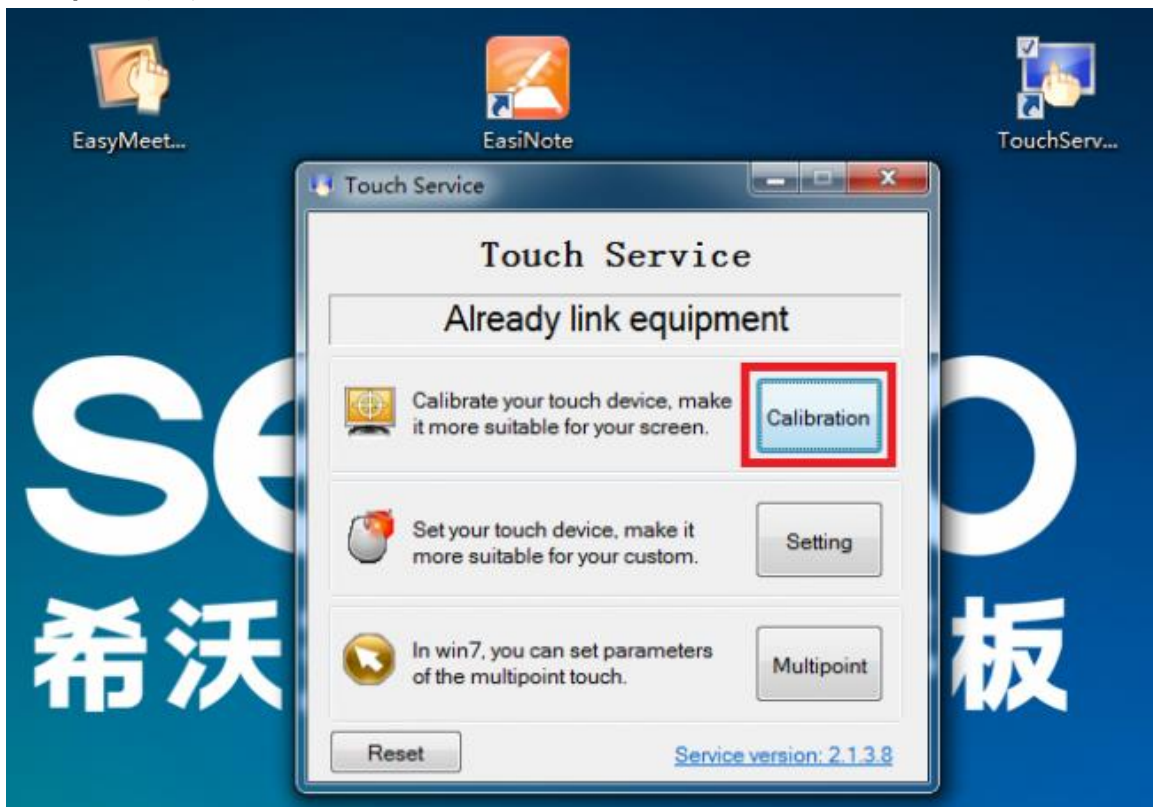 EasyMeet...
EasiNote
TouchServ...
Touch Service
Touch Service
Already link equipment
Calibrate your touch device, make
it more suitable for your screen.
Calibration
Set your touch device, make it
more suitable for your custom.
Setting
In win7, you can set parameters
of the multipoint touch.
Multipoint
Reset
Service version: 2.1.3.8
se
o
希沃
板